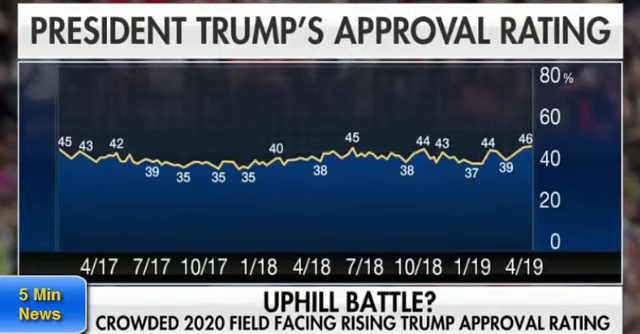 PRESIDENT TRUMP'S APPROVAL RATING
80%
60
40
20
0
45 43 42 39 35 35 35 40 38 45 38 44 43 37 44 39 46
4/17 7/17 10/17 1/18 4/18 7/18 10/18 1/19 4/19
5 Min
News
UPHILL BATTLE?
CROWDED 2020 FIELD FACING RISING TRUMP APPROVAL RATING